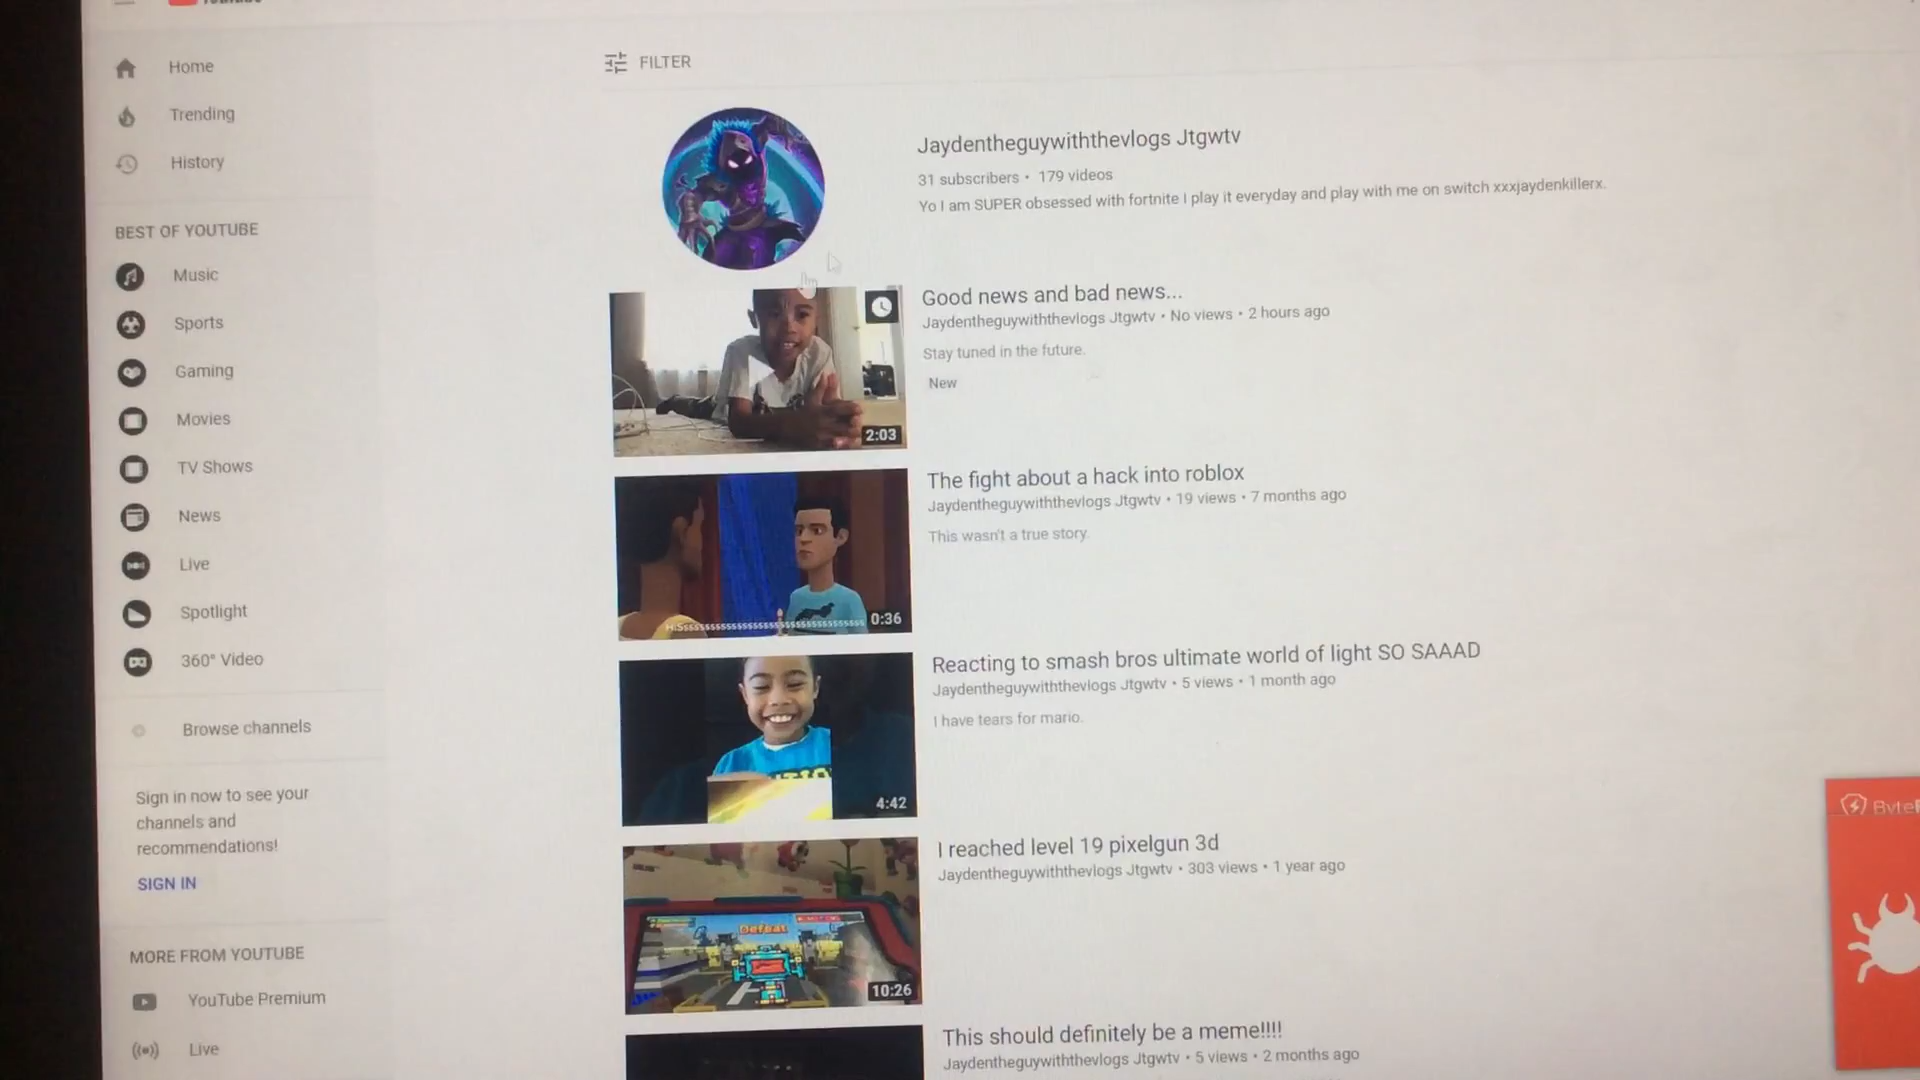 Home
Trending
History
BEST OF YOUTUBE
Music
Sports
Gaming
Movies
TV Shows
News
Live
Spotlight
360° Video
Browse channels
Sign in now to see your
channels and
recommendations!
SIGN IN
MORE FROM YOUTUBE
YouTube Premium
Live
FILTER
Jaydentheguywiththevlogs Jtgwtv
31 subscribers • 179 videos
Yo I am SUPER obsessed with fortnite I play it everyday and play with me on switch xxxjaydenkillerx.
2:03
Good news and bad news...
Jaydentheguywiththevlogs Jtgwtv • No views • 2 hours ago
Stay tuned in the future.
New
0:36
The fight about a hack into roblox
Jaydentheguywiththevlogs Jtgwtv • 19 views • 7 months ago
This wasn't a true story.
4:42
Reacting to smash bros ultimate world of light SO SAAAD
Jaydentheguywiththevlogs Jtgwtv • 5 views • 1 month ago
I have tears for mario.
Defeat
10:26
I reached level 19 pixelgun 3d
Jaydentheguywiththevlogs Jtgwtv • 303 views • 1 year ago
This should definitely be a meme!!!!
Jaydentheguywiththevlogs Jtgwtv • 5 views • 2 months ago